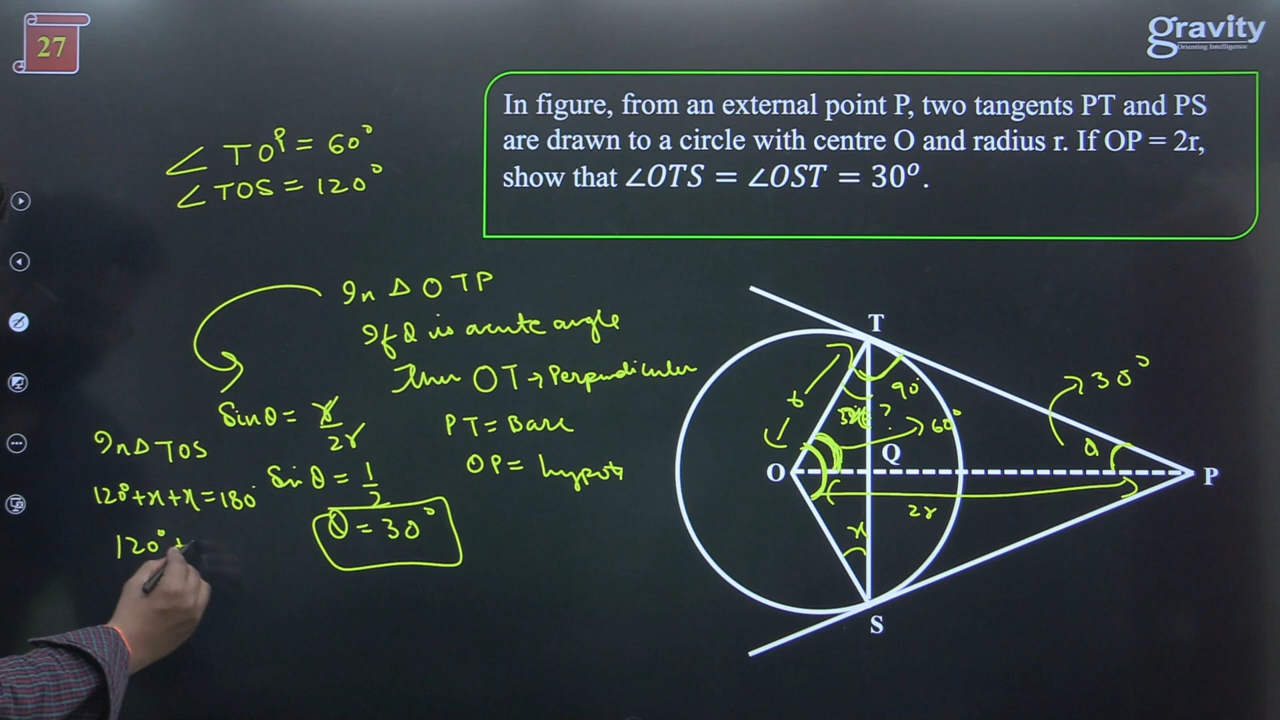 27
gravity
Orienting Intelligence
In figure, from an external point P, two tangents PT and PS
are drawn to a circle with centre O and radius r. If OP = 2r,
show that ∠OTS = ∠OST = 30°.
∠TOP = 60°
∠TOS = 120°
In Δ OTP
If θ is acute angle
Then OT → Perpendicular
PT = Base
OP = hypot
Sinθ = r/2r
Sin θ = 1/2
θ = 30°
In Δ TOS
120° + x + x = 180°
120° +
T
90°
30°
?
60°
O
Q
θ
P
2r
x
S